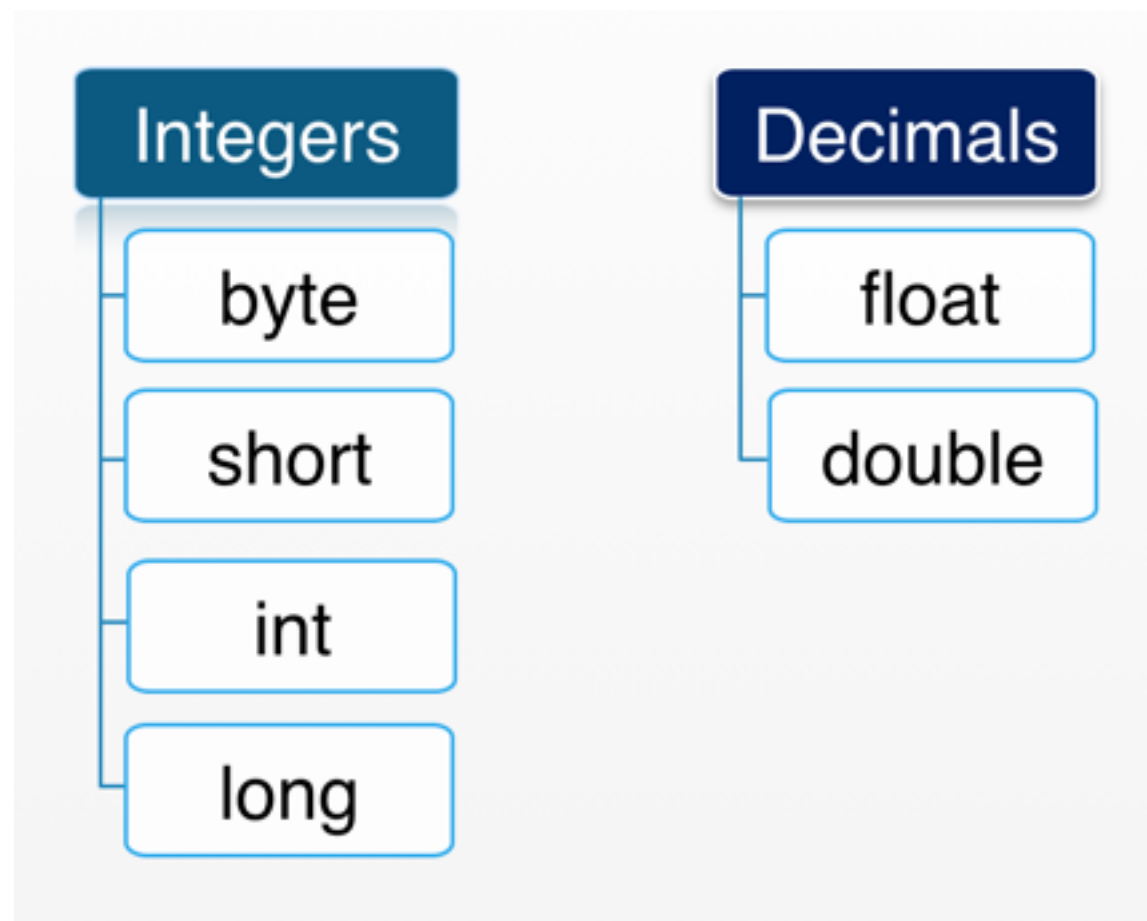 Integers
byte
short
int
long
Decimals
float
double